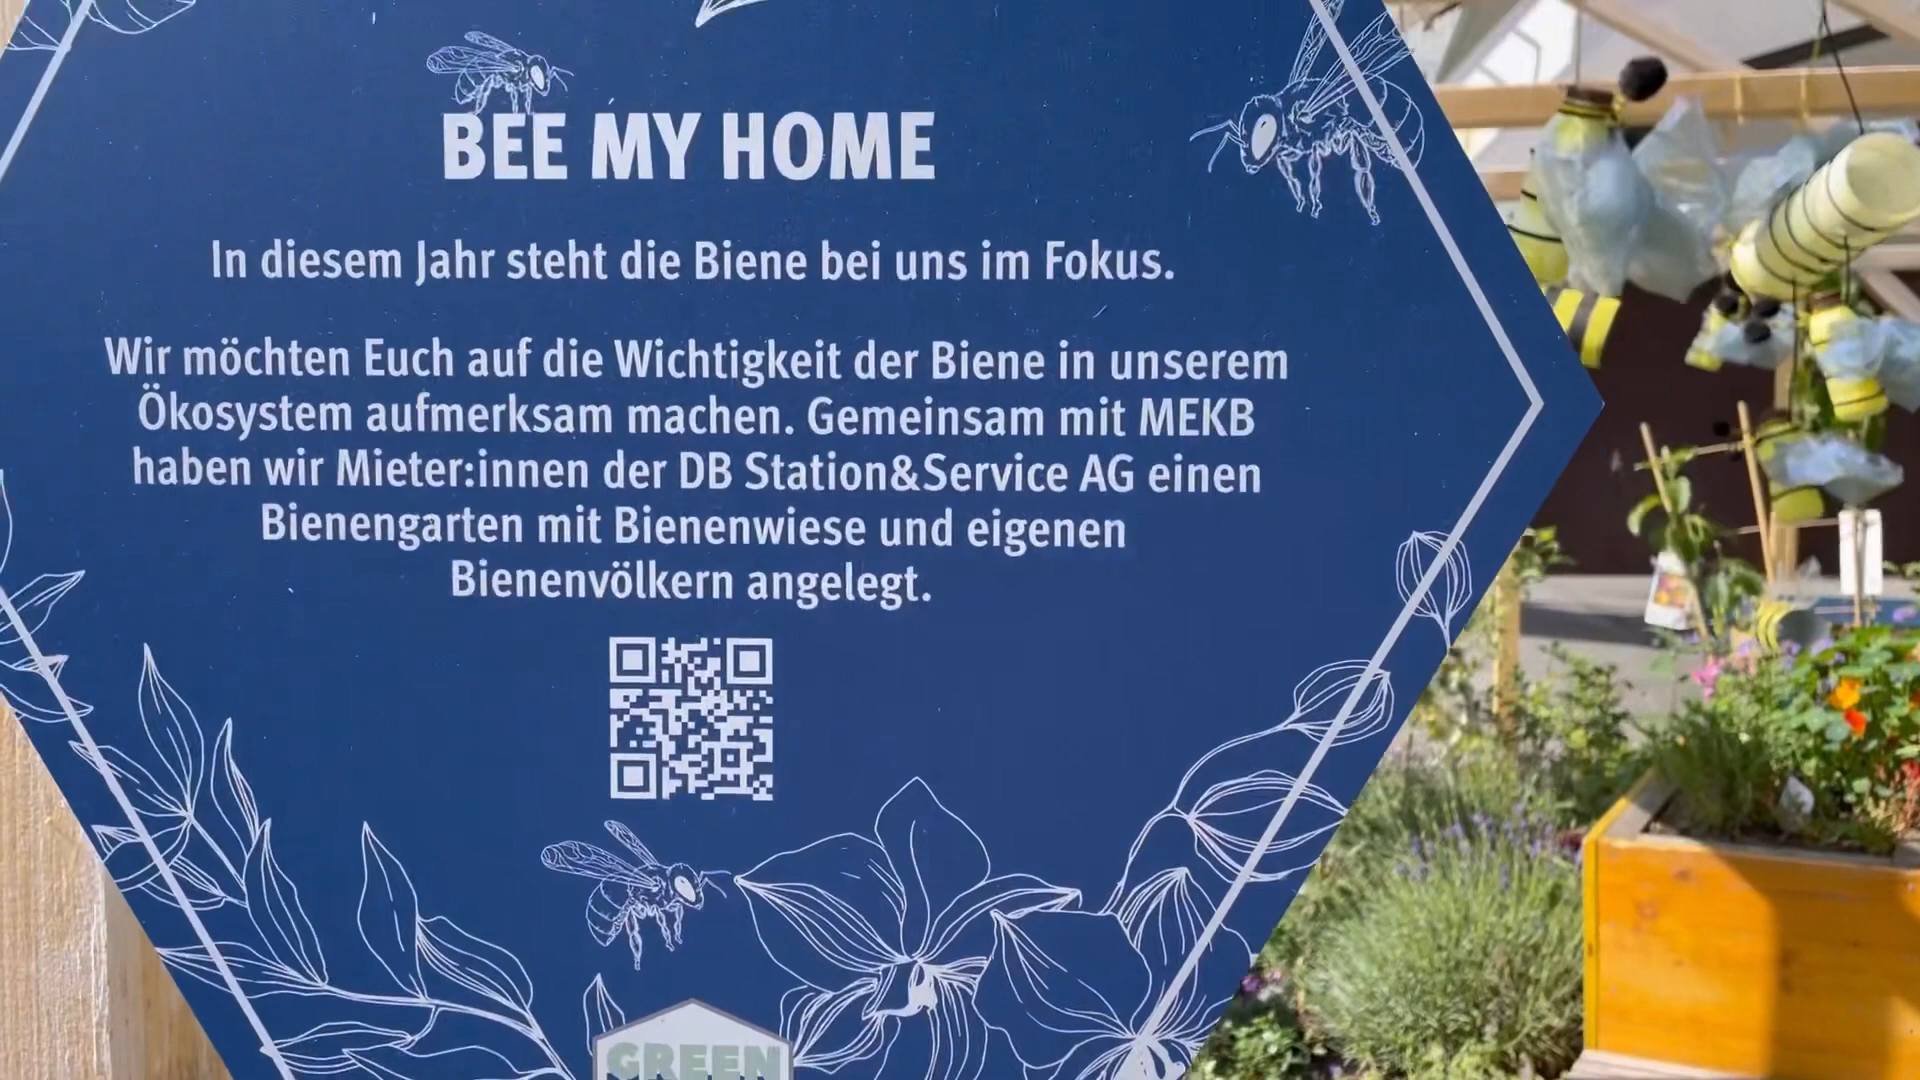 BEE MY HOME
In diesem Jahr steht die Biene bei uns im Fokus.
Wir möchten Euch auf die Wichtigkeit der Biene in unserem
Ökosystem aufmerksam machen. Gemeinsam mit MEKB
haben wir Mieter:innen der DB Station&Service AG einen
Bienengarten mit Bienenwiese und eigenen
Bienenvölkern angelegt.
GREEN